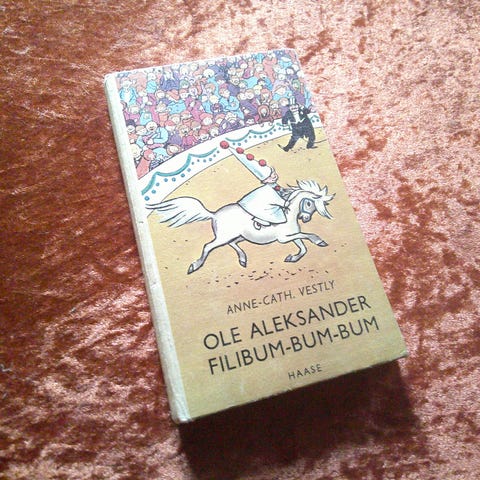 ANNE-CATH. VESTLY
OLE ALEKSANDER
FILIBUM-BUM-BUM
HAASE